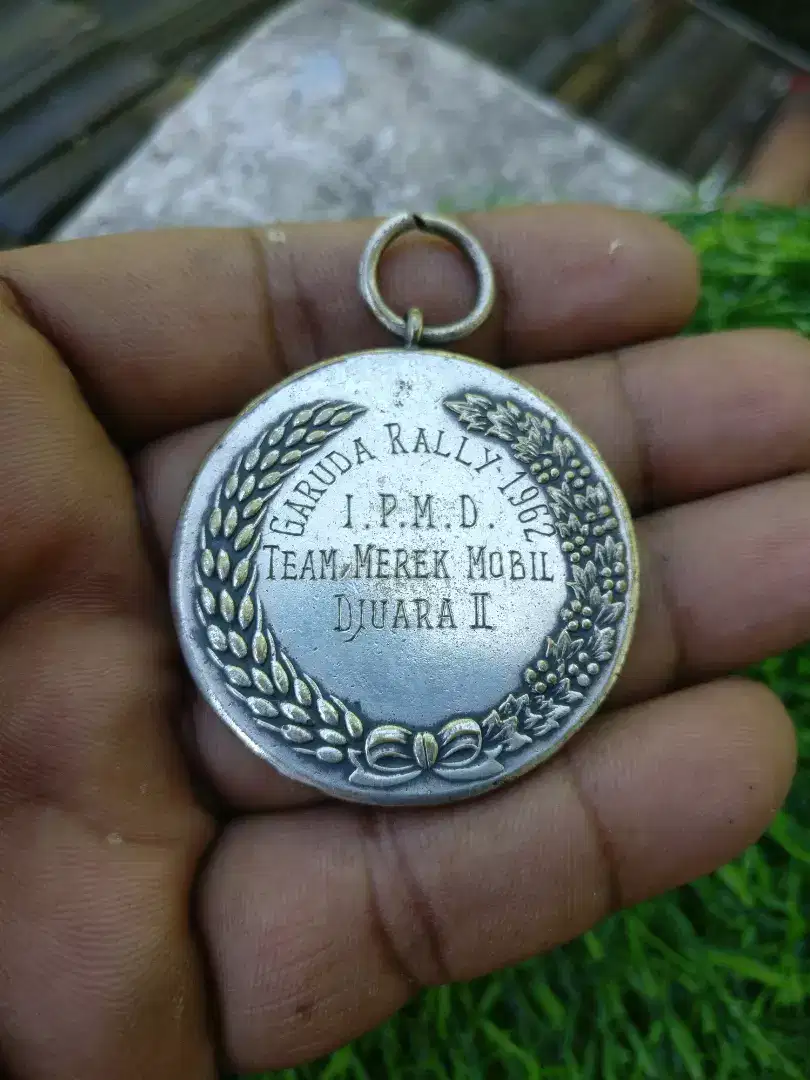 GARUDA RALLY·1962
I.P.M.D.
TEAM MEREK MOBIL
DJUARA II